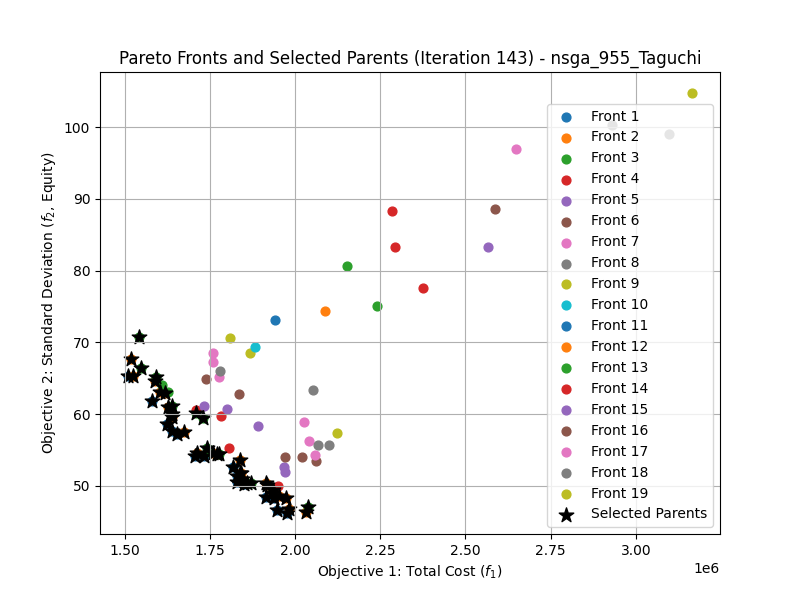 Pareto Fronts and Selected Parents (Iteration 143) - nsga_955_Taguchi
Objective 2: Standard Deviation (f₂, Equity)
100
90
80
70
60
50
1.50
1.75
2.00
2.25
2.50
2.75
3.00
1e6
Objective 1: Total Cost (f₁)
Front 1
Front 2
Front 3
Front 4
Front 5
Front 6
Front 7
Front 8
Front 9
Front 10
Front 11
Front 12
Front 13
Front 14
Front 15
Front 16
Front 17
Front 18
Front 19
Selected Parents